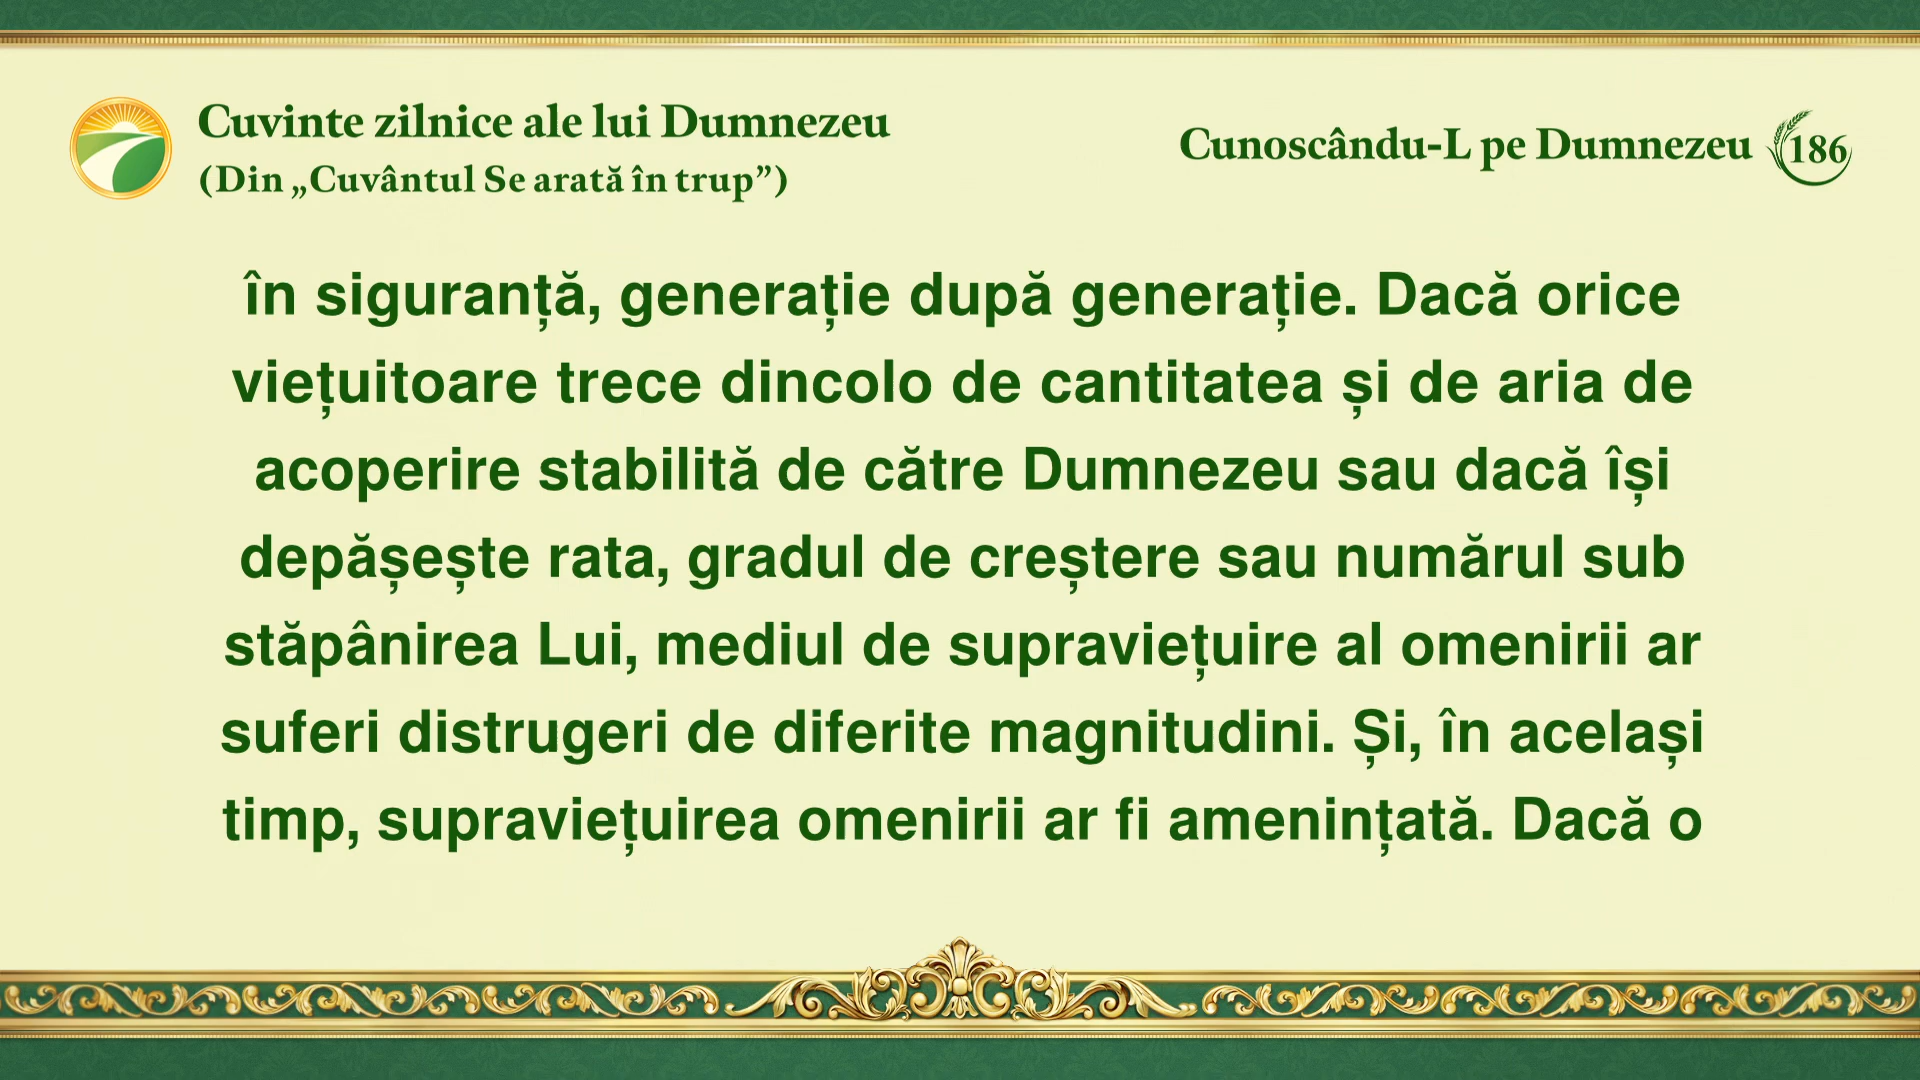 Cuvinte zilnice ale lui Dumnezeu
(Din „Cuvântul Se arată în trup”)
Cunoscându-L pe Dumnezeu 186
în siguranță, generație după generație. Dacă orice
viețuitoare trece dincolo de cantitatea și de aria de
acoperire stabilită de către Dumnezeu sau dacă își
depășește rata, gradul de creștere sau numărul sub
stăpânirea Lui, mediul de supraviețuire al omenirii ar
suferi distrugeri de diferite magnitudini. Și, în același
timp, supraviețuirea omenirii ar fi amenințată. Dacă o